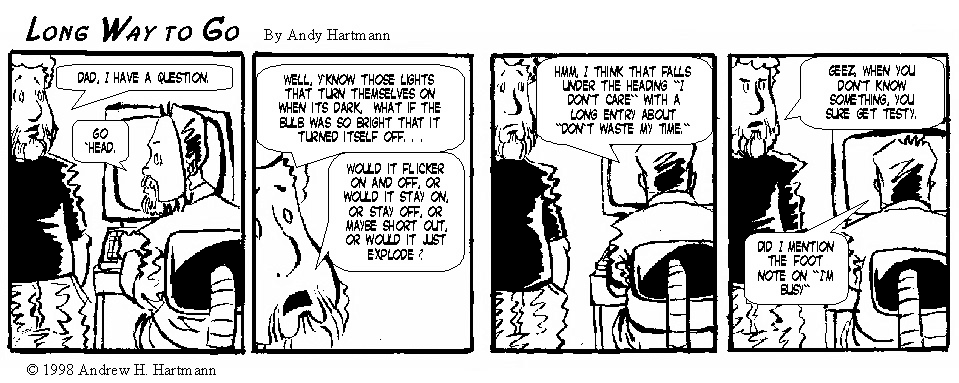 LONG WAY TO GO By Andy Hartmann
DAD, I HAVE A QUESTION.
GO
"HEAD.
WELL, Y'KNOW THOSE LIGHTS
THAT TURN THEMSELVES ON
WHEN ITS DARK, WHAT IF THE
BULB WAS SO BRIGHT THAT IT
TURNED ITSELF OFF. . .
WOULD IT FLICKER
ON AND OFF, OR
WOULD IT STAY ON,
OR STAY OFF, OR
MAYBE SHORT OUT,
OR WOULD IT JUST
EXPLODE ?
HMM, I THINK THAT FALLS
UNDER THE HEADING "I
DON'T CARE" WITH A
LONG ENTRY ABOUT
"DON'T WASTE MY TIME."
GEEZ, WHEN YOU
DON'T KNOW
SOMETHING, YOU
SURE GET TESTY.
DID I MENTION
THE FOOT
NOTE ON "I'M
BUSY"
© 1998 Andrew H. Hartmann